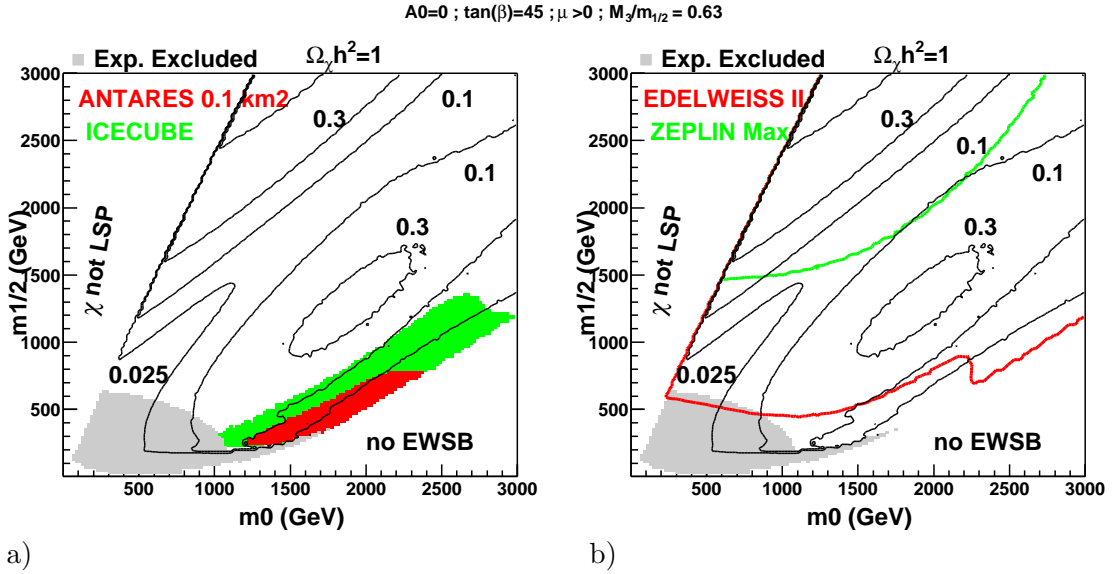 A0=0 ; tan(β)=45 ; μ >0 ; M3/m1/2 = 0.63
Exp. Excluded
Ωχh²=1
ANTARES 0.1 km2
ICECUBE
0.3
0.1
0.1
0.3
0.025
χ not LSP
no EWSB
3000
2500
2000
1500
1000
500
m1/2 (GeV)
500 1000 1500 2000 2500 3000
m0 (GeV)
a)
Exp. Excluded
Ωχh²=1
EDELWEISS II
ZEPLIN Max
0.3
0.1
0.1
0.3
0.025
χ not LSP
no EWSB
3000
2500
2000
1500
1000
500
m1/2 (GeV)
500 1000 1500 2000 2500 3000
m0 (GeV)
b)